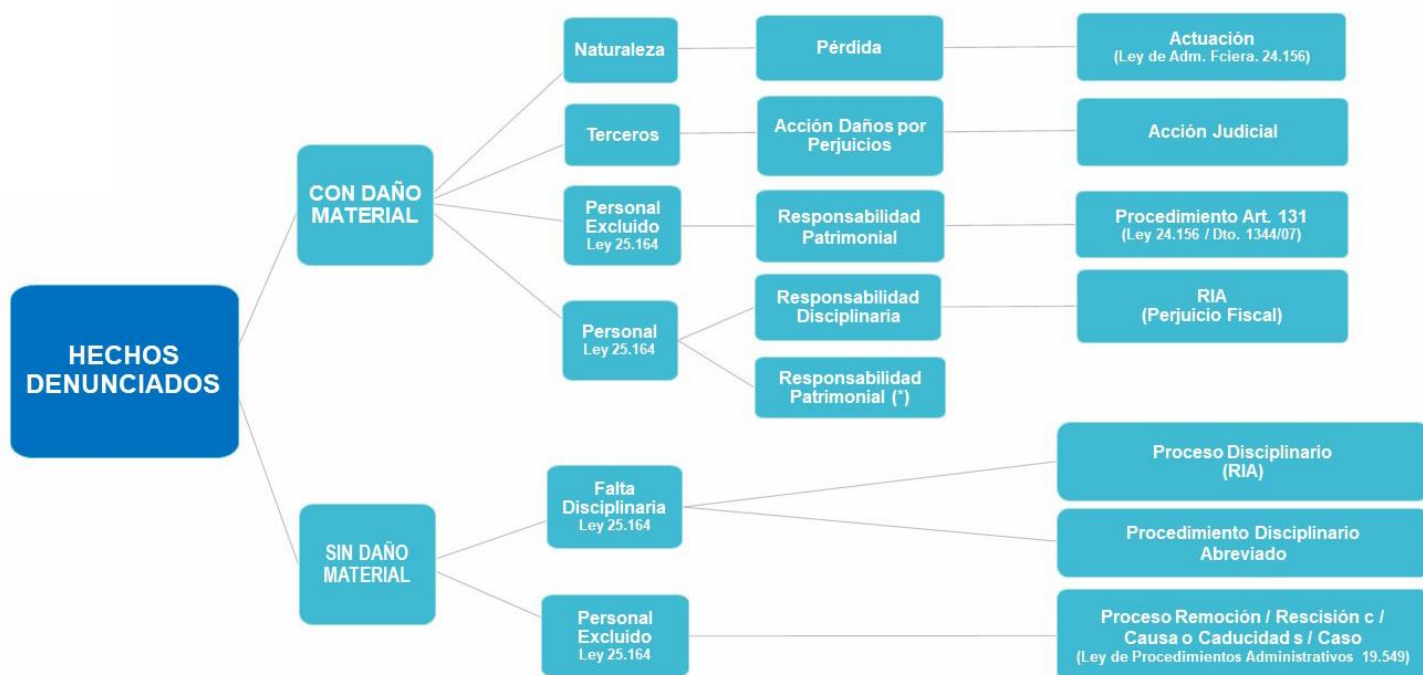 HECHOS
DENUNCIADOS
CON DAÑO
MATERIAL
Naturaleza
Pérdida
Actuación
(Ley de Adm. Fciera. 24.156)
Terceros
Acción Daños por
Perjuicios
Acción Judicial
Personal
Excluido
Ley 25.164
Responsabilidad
Patrimonial
Procedimiento Art. 131
(Ley 24.156 / Dto. 1344/07)
Personal
Ley 25.164
Responsabilidad
Disciplinaria
RIA
(Perjuicio Fiscal)
Responsabilidad
Patrimonial (*)
SIN DAÑO
MATERIAL
Falta
Disciplinaria
Ley 25.164
Proceso Disciplinario
(RIA)
Procedimiento Disciplinario
Abreviado
Personal
Excluido
Ley 25.164
Proceso Remoción / Rescisión c /
Causa o Caducidad s / Caso
(Ley de Procedimientos Administrativos 19.549)